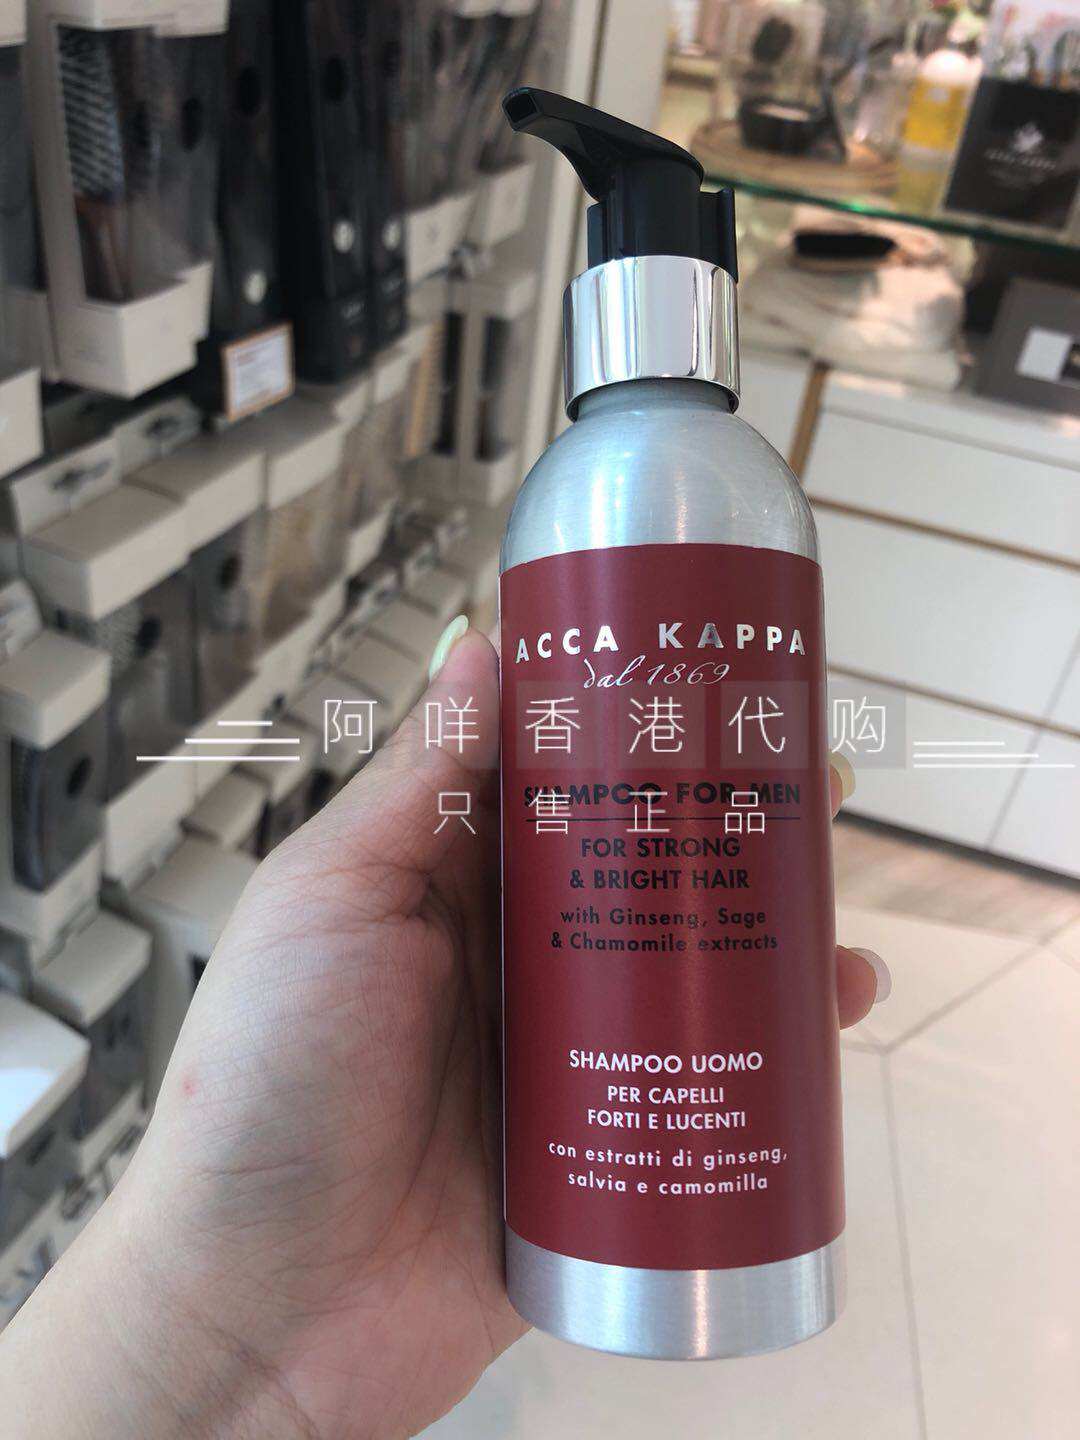 ACCA KAPPA
dal 1869
阿咩香港代购
SHAMPOO FOR MEN
只售正品
FOR STRONG
& BRIGHT HAIR
with Ginseng, Sage
& Chamomile extracts
SHAMPOO UOMO
PER CAPELLI
FORTI E LUCENTI
con estratti di ginseng,
salvia e camomilla